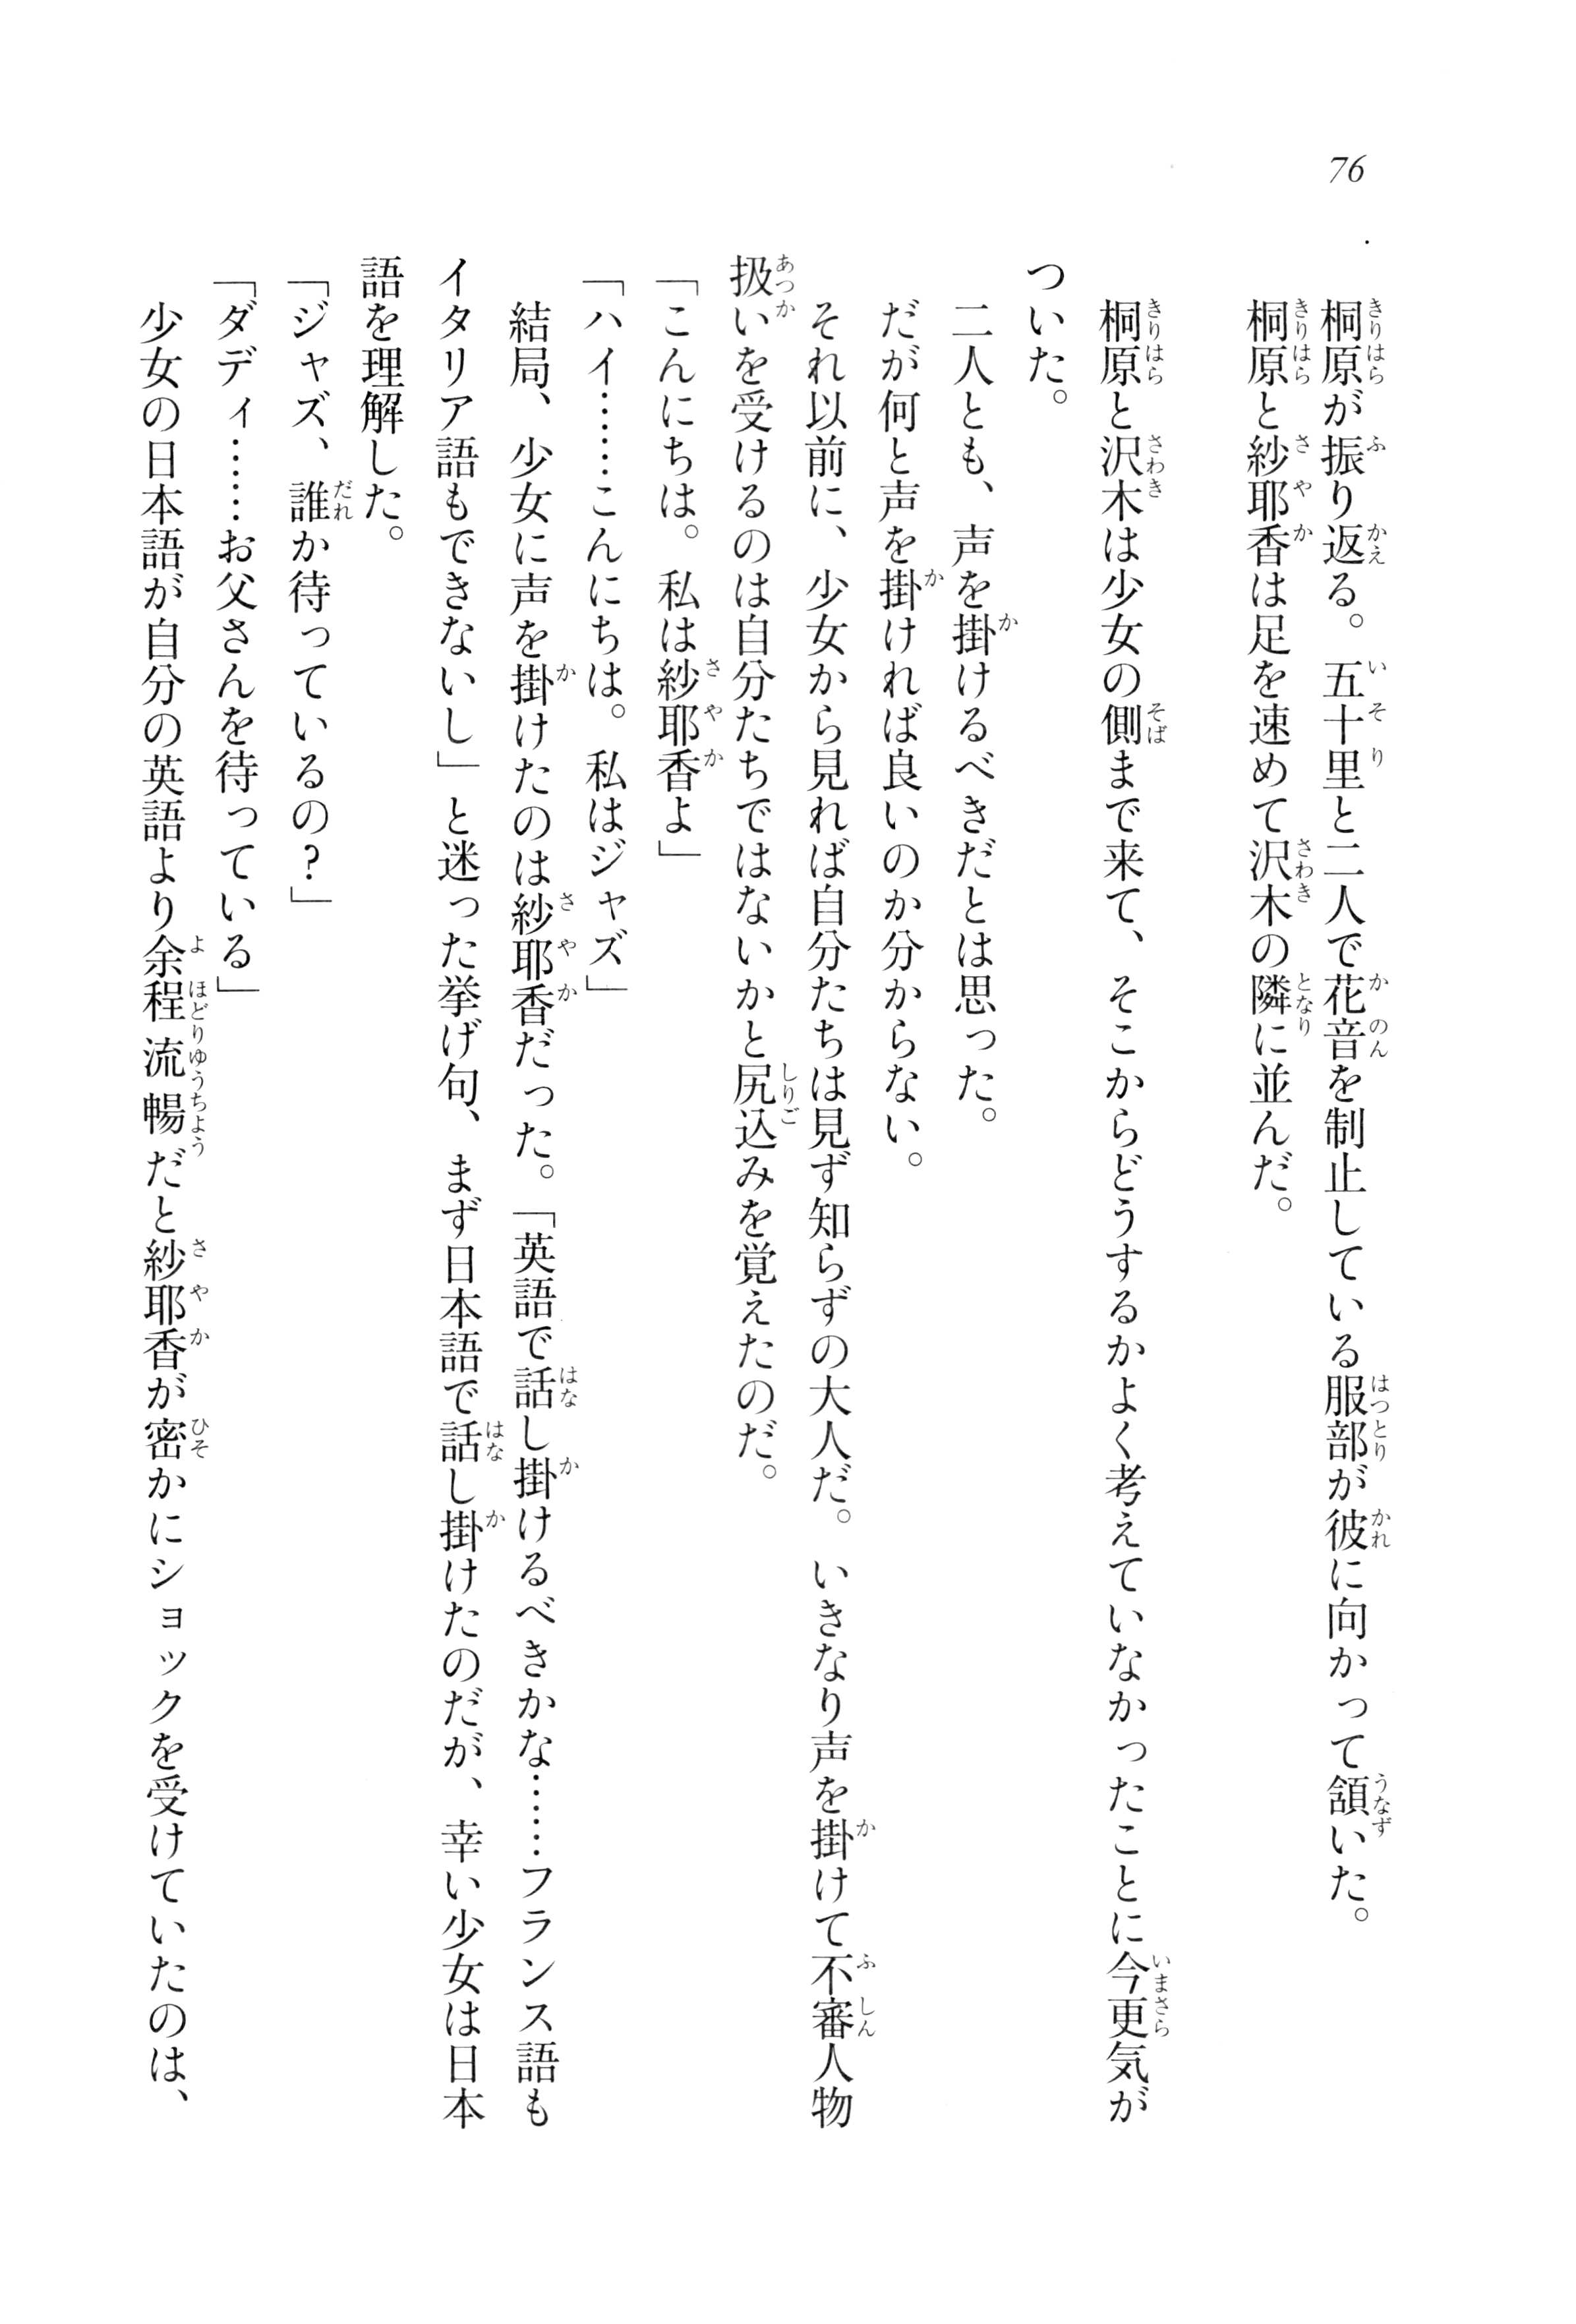 76
桐原が振り返る。五十里と二人で花音を制止している服部が彼に向かって頷いた。
桐原と紗耶香は足を速めて沢木の隣に並んだ。
桐原と沢木は少女の側まで来て、そこからどうするかよく考えていなかったことに今更気が
ついた。
二人とも、声を掛けるべきだとは思った。
だが何と声を掛ければ良いのか分からない。
それ以前に、少女から見れば自分たちは見ず知らずの大人だ。いきなり声を掛けて不審人物
扱いを受けるのは自分たちではないかと尻込みを覚えたのだ。
「こんにちは。私は紗耶香よ」
「ハイ……こんにちは。私はジャズ」
結局、少女に声を掛けたのは紗耶香だった。「英語で話し掛けるべきかな……フランス語も
イタリア語もできないし」と迷った挙げ句、まず日本語で話し掛けたのだが、幸い少女は日本
語を理解した。
「ジャズ、誰か待っているの？」
「ダディ……お父さんを待っている」
少女の日本語が自分の英語より余程流暢だと紗耶香が密かにショックを受けていたのは、